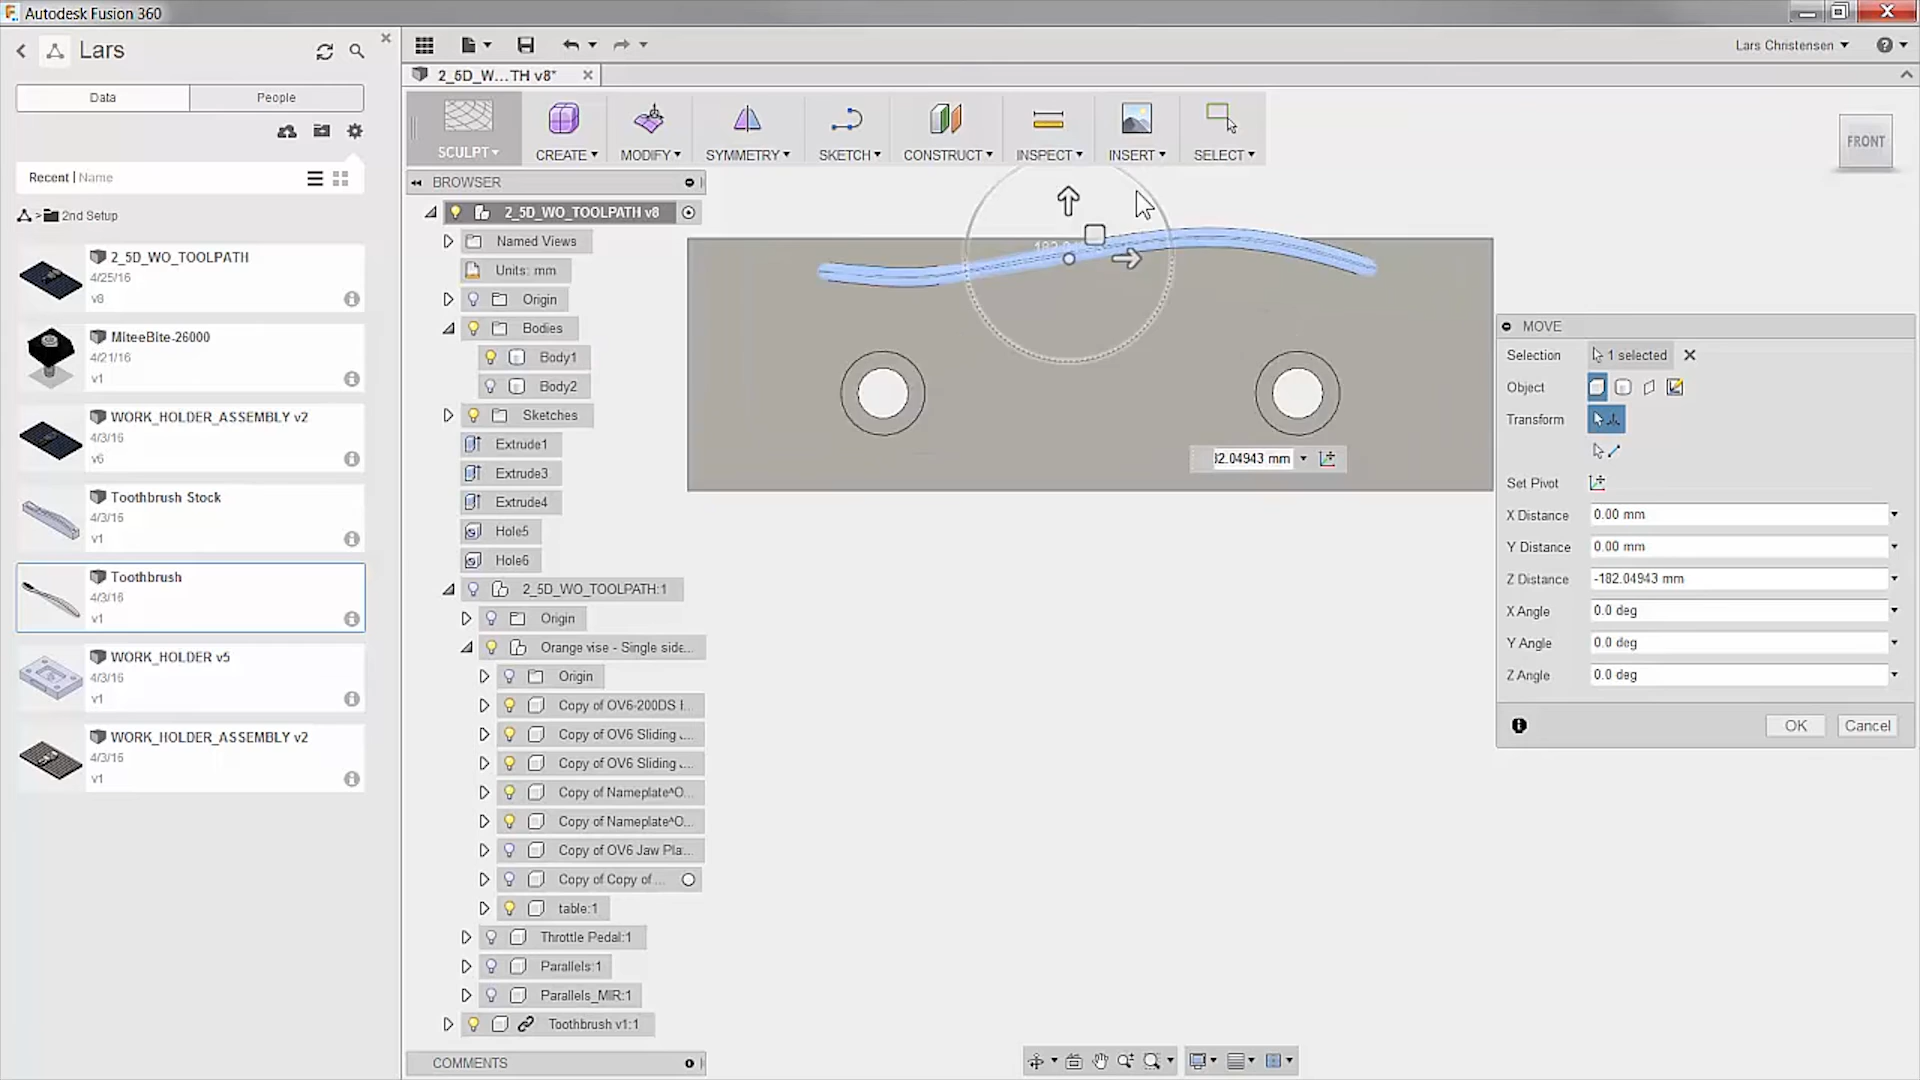 Autodesk Fusion 360
Lars
Data
People
Recent | Name
> 2nd Setup
2_5D_WO_TOOLPATH
4/25/16
v8
MiteeBite-26000
4/21/16
v1
WORK_HOLDER_ASSEMBLY v2
4/3/16
v6
Toothbrush Stock
4/3/16
v1
Toothbrush
4/3/16
v1
WORK_HOLDER v5
4/3/16
v1
WORK_HOLDER_ASSEMBLY v2
4/3/16
v1
Lars Christensen
2_5D_W...TH v8*
SCULPT
CREATE
MODIFY
SYMMETRY
SKETCH
CONSTRUCT
INSPECT
INSERT
SELECT
FRONT
BROWSER
2_5D_WO_TOOLPATH v8
Named Views
Units: mm
Origin
Bodies
Body1
Body2
Sketches
Extrude1
Extrude3
Extrude4
Hole5
Hole6
2_5D_WO_TOOLPATH:1
Origin
Orange vise - Single side...
Origin
Copy of OV6-200DS I...
Copy of OV6 Sliding ...
Copy of OV6 Sliding ...
Copy of Nameplate^O...
Copy of Nameplate^O...
Copy of OV6 Jaw Pla...
Copy of Copy of ...
table:1
Throttle Pedal:1
Parallels:1
Parallels_MIR:1
Toothbrush v1:1
COMMENTS
32.04943 mm
MOVE
Selection
1 selected
Object
Transform
Set Pivot
X Distance
0.00 mm
Y Distance
0.00 mm
Z Distance
-182.04943 mm
X Angle
0.0 deg
Y Angle
0.0 deg
Z Angle
0.0 deg
OK
Cancel